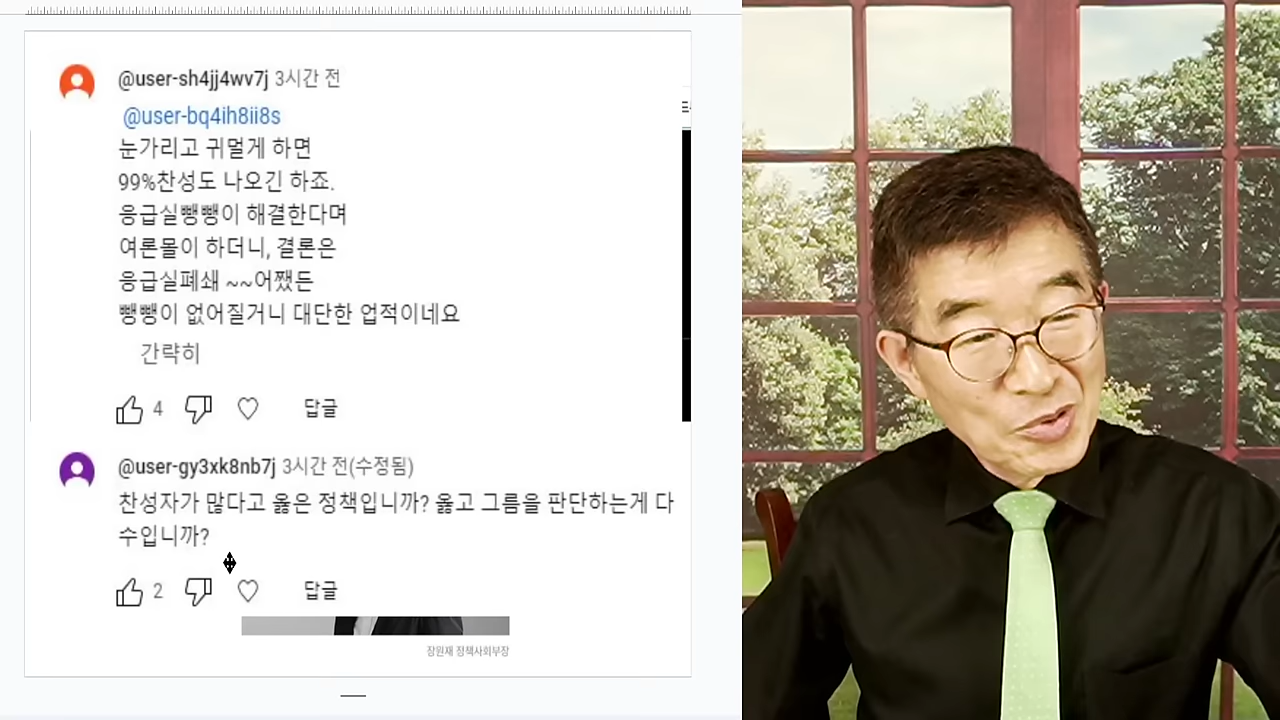 @user-sh4jj4wv7j 3시간 전
@user-bq4ih8ii8s
눈가리고 귀멀게 하면
99%찬성도 나오긴 하죠.
응급실뺑뺑이 해결한다며
여론몰이 하더니, 결론은
응급실폐쇄 ~~어쨌든
뺑뺑이 없어질거니 대단한 업적이네요
간략히
4 답글
@user-gy3xk8nb7j 3시간 전(수정됨)
찬성자가 많다고 옳은 정책입니까? 옳고 그름을 판단하는게 다
수입니까?
2 답글
장원재 정책사회부장